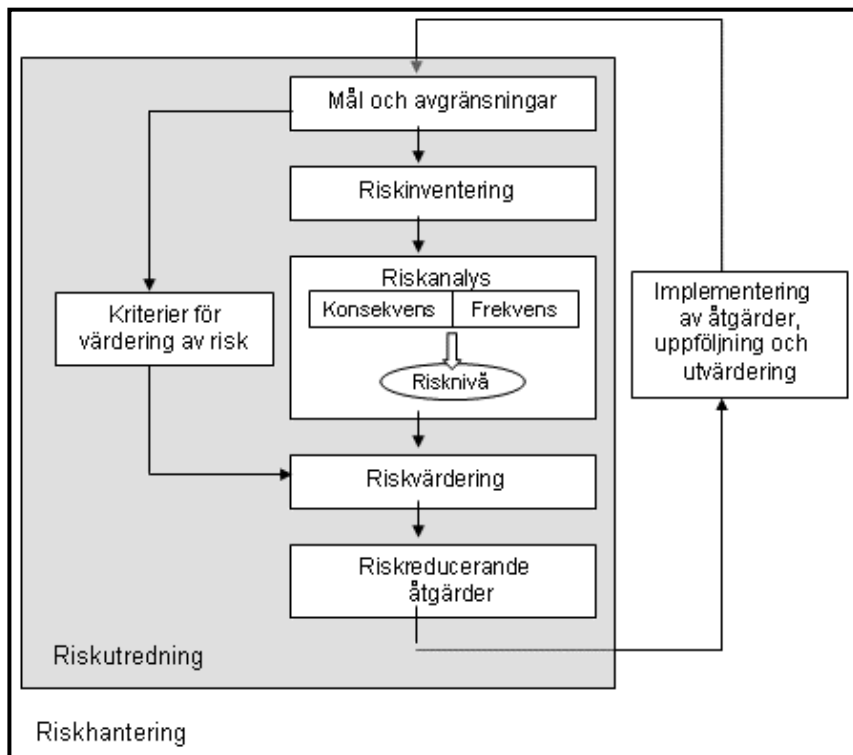 Mål och avgränsningar
Riskinventering
Riskanalys
Konsekvens Frekvens
Risknivå
Kriterier för
värdering av risk
Implementering
av åtgärder,
uppföljning och
utvärdering
Riskvärdering
Riskreducerande
åtgärder
Riskutredning
Riskhantering